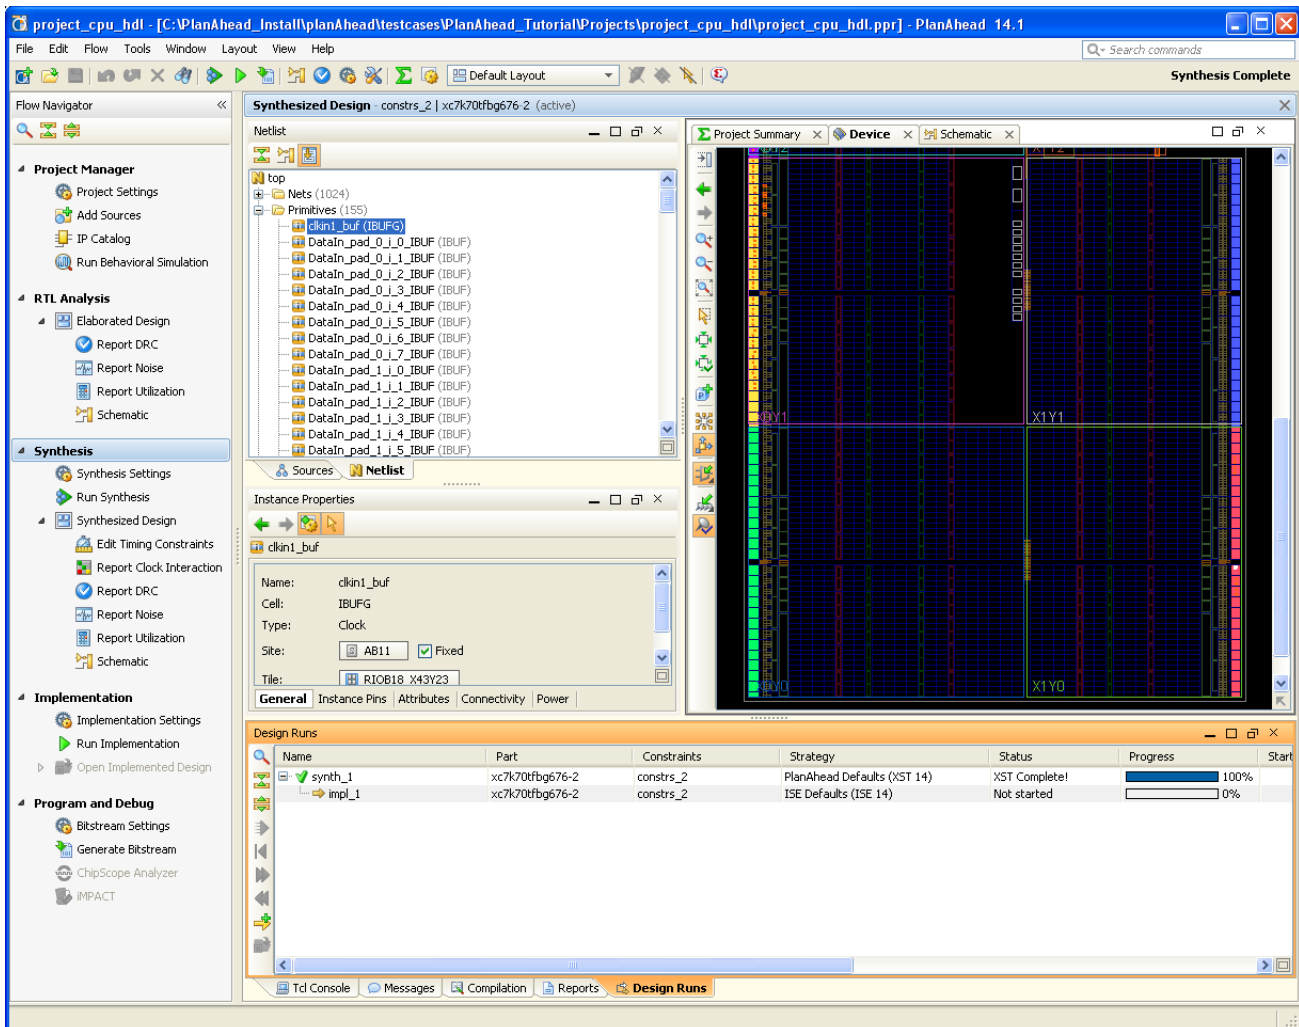 project_cpu_hdl - [C:\PlanAhead_Install\planAhead\testcases\PlanAhead_Tutorial\Projects\project_cpu_hdl\project_cpu_hdl.ppr] - PlanAhead 14.1
File Edit Flow Tools Window Layout View Help
Search commands
Default Layout
Synthesis Complete
Flow Navigator
Project Manager
Project Settings
Add Sources
IP Catalog
Run Behavioral Simulation
RTL Analysis
Elaborated Design
Report DRC
Report Noise
Report Utilization
Schematic
Synthesis
Synthesis Settings
Run Synthesis
Synthesized Design
Edit Timing Constraints
Report Clock Interaction
Report DRC
Report Noise
Report Utilization
Schematic
Implementation
Implementation Settings
Run Implementation
Open Implemented Design
Program and Debug
Bitstream Settings
Generate Bitstream
ChipScope Analyzer
iMPACT
Synthesized Design - constrs_2 | xc7k70tfbg676-2 (active)
Netlist
top
Nets (1024)
Primitives (155)
clkin1_buf (IBUFG)
DataIn_pad_0_i_0_IBUF (IBUF)
DataIn_pad_0_i_1_IBUF (IBUF)
DataIn_pad_0_i_2_IBUF (IBUF)
DataIn_pad_0_i_3_IBUF (IBUF)
DataIn_pad_0_i_4_IBUF (IBUF)
DataIn_pad_0_i_5_IBUF (IBUF)
DataIn_pad_0_i_6_IBUF (IBUF)
DataIn_pad_0_i_7_IBUF (IBUF)
DataIn_pad_1_i_0_IBUF (IBUF)
DataIn_pad_1_i_1_IBUF (IBUF)
DataIn_pad_1_i_2_IBUF (IBUF)
DataIn_pad_1_i_3_IBUF (IBUF)
DataIn_pad_1_i_4_IBUF (IBUF)
DataIn_pad_1_i_5_IBUF (IBUF)
Sources Netlist
Instance Properties
clkin1_buf
Name: clkin1_buf
Cell: IBUFG
Type: Clock
Site: AB11 Fixed
Tile: RIOB18_X43Y23
General Instance Pins Attributes Connectivity Power
Project Summary Device Schematic
X0Y1 X1Y1
X0Y0 X1Y0
Design Runs
Name Part Constraints Strategy Status Progress Start
synth_1 xc7k70tfbg676-2 constrs_2 PlanAhead Defaults (XST 14) XST Complete! 100%
impl_1 xc7k70tfbg676-2 constrs_2 ISE Defaults (ISE 14) Not started 0%
Tcl Console Messages Compilation Reports Design Runs